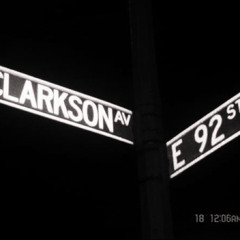 CLARKSON AV
E 92 ST
18 12:06AM